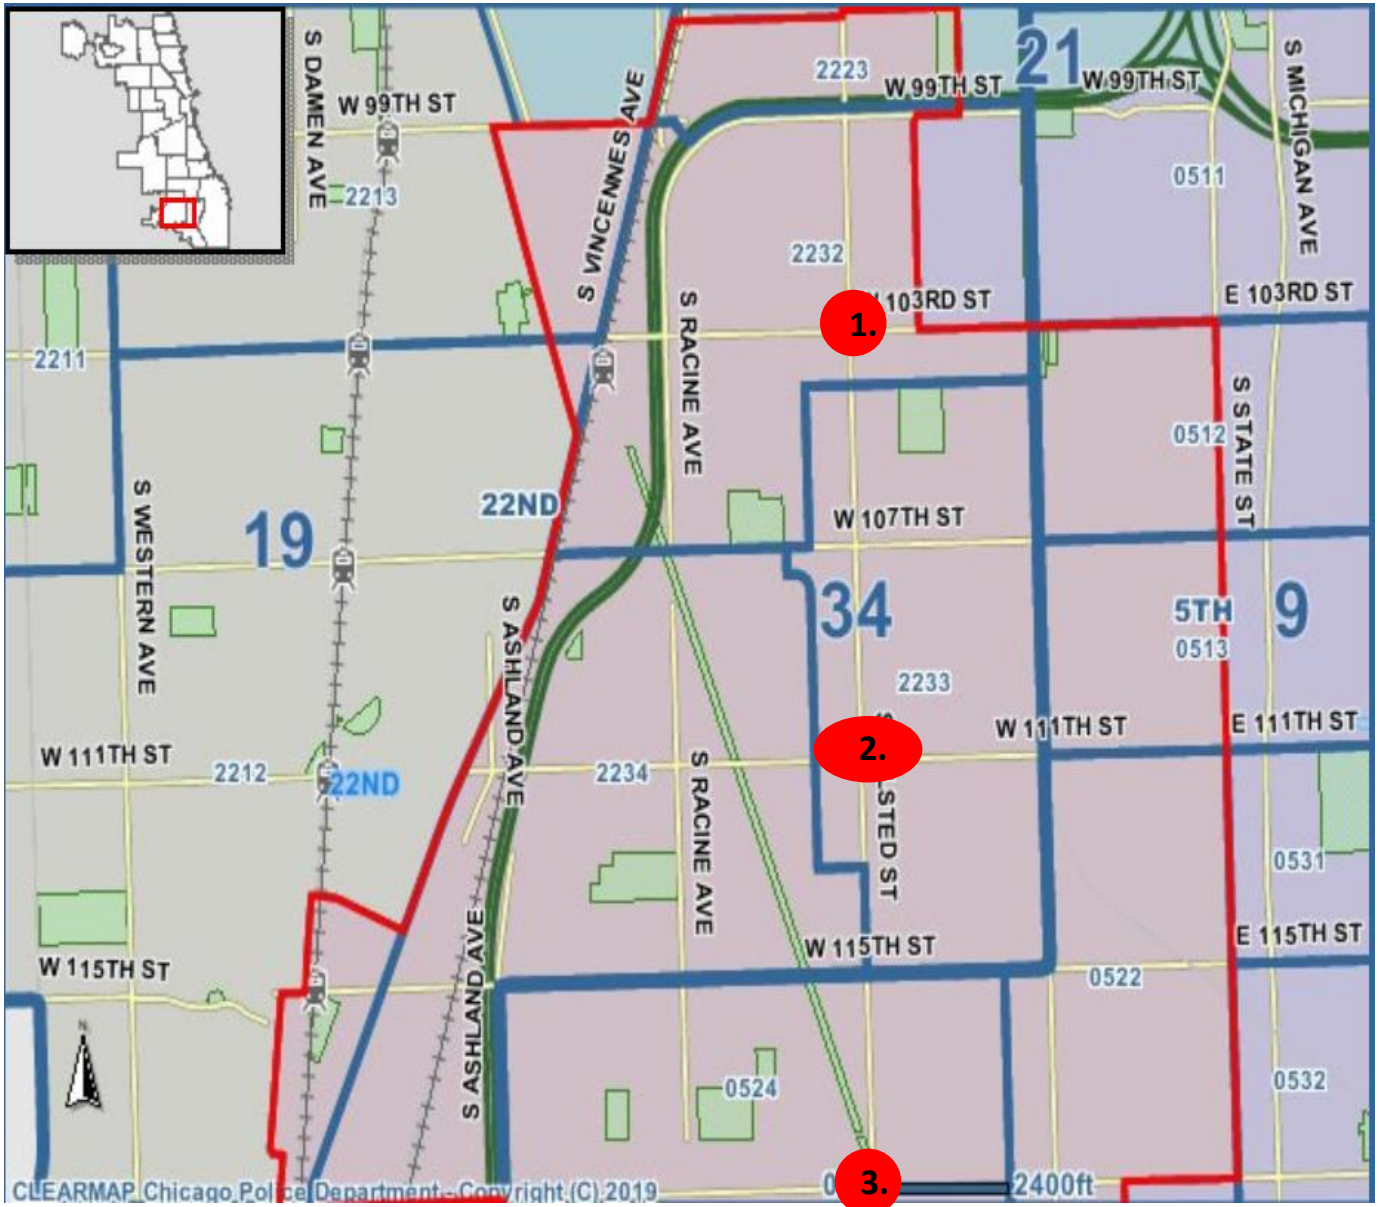 21
S DAMEN AVE
W 99TH ST
S VINCENNES AVE
2223
W 99TH ST
W 99TH ST
S MICHIGAN AVE
2213
0511
2232
103RD ST
E 103RD ST
1.
2211
S RACINE AVE
S STATE ST
0512
S WESTERN AVE
22ND
W 107TH ST
19
34
5TH
9
0513
S ASHLAND AVE
2233
W 111TH ST
E 111TH ST
W 111TH ST
2.
2212
22ND
2234
S RACINE AVE
STED ST
0531
W 115TH ST
E 115TH ST
W 115TH ST
0522
S ASHLAND AVE
N
0524
0532
CLEARMAP Chicago Police Department - Copyright (C) 2019
0
3.
2400ft